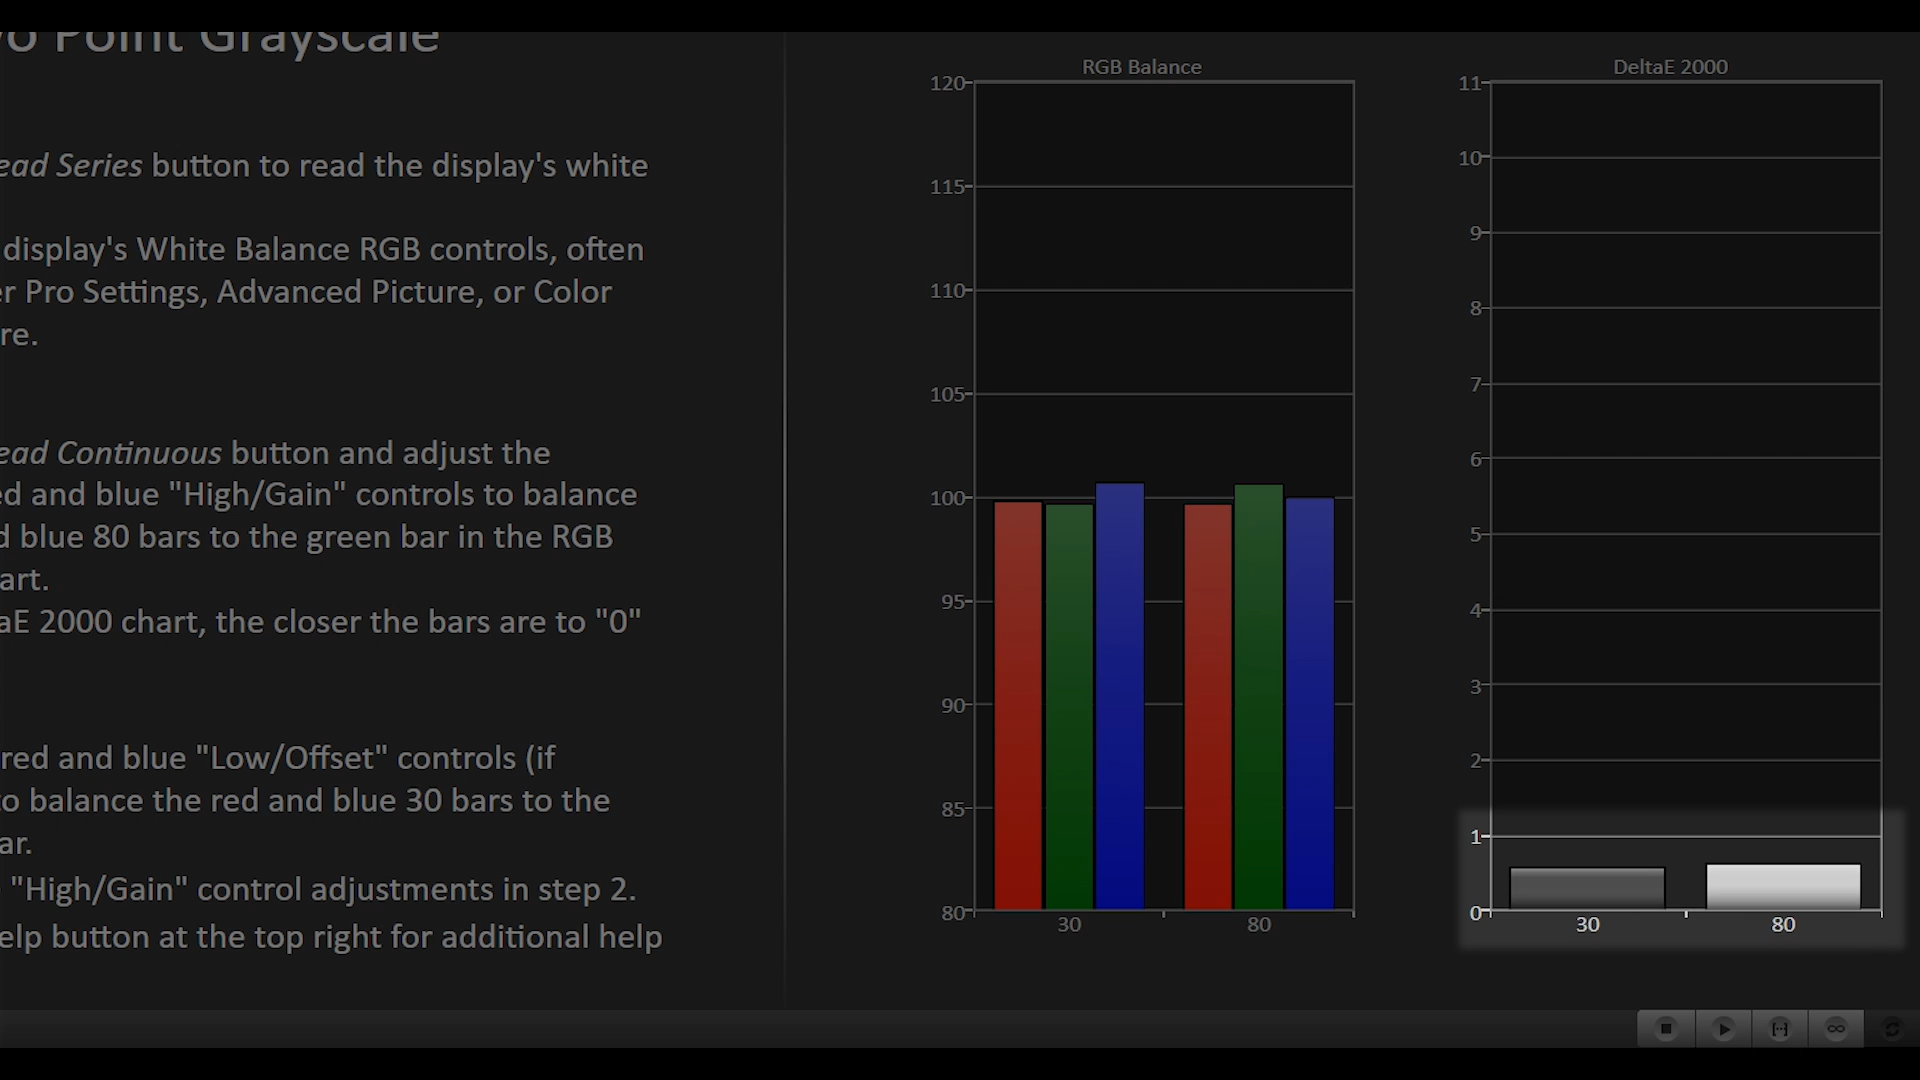 Point Grayscale
ead Series button to read the display's white
display's White Balance RGB controls, often
er Pro Settings, Advanced Picture, or Color
re.
ead Continuous button and adjust the
ed and blue "High/Gain" controls to balance
d blue 80 bars to the green bar in the RGB
art.
aE 2000 chart, the closer the bars are to "0"
red and blue "Low/Offset" controls (if
to balance the red and blue 30 bars to the
ar.
"High/Gain" control adjustments in step 2.
elp button at the top right for additional help
RGB Balance
120
115
110
105
100
95
90
85
80
30 80
DeltaE 2000
11
10
9
8
7
6
5
4
3
2
1
0
30 80